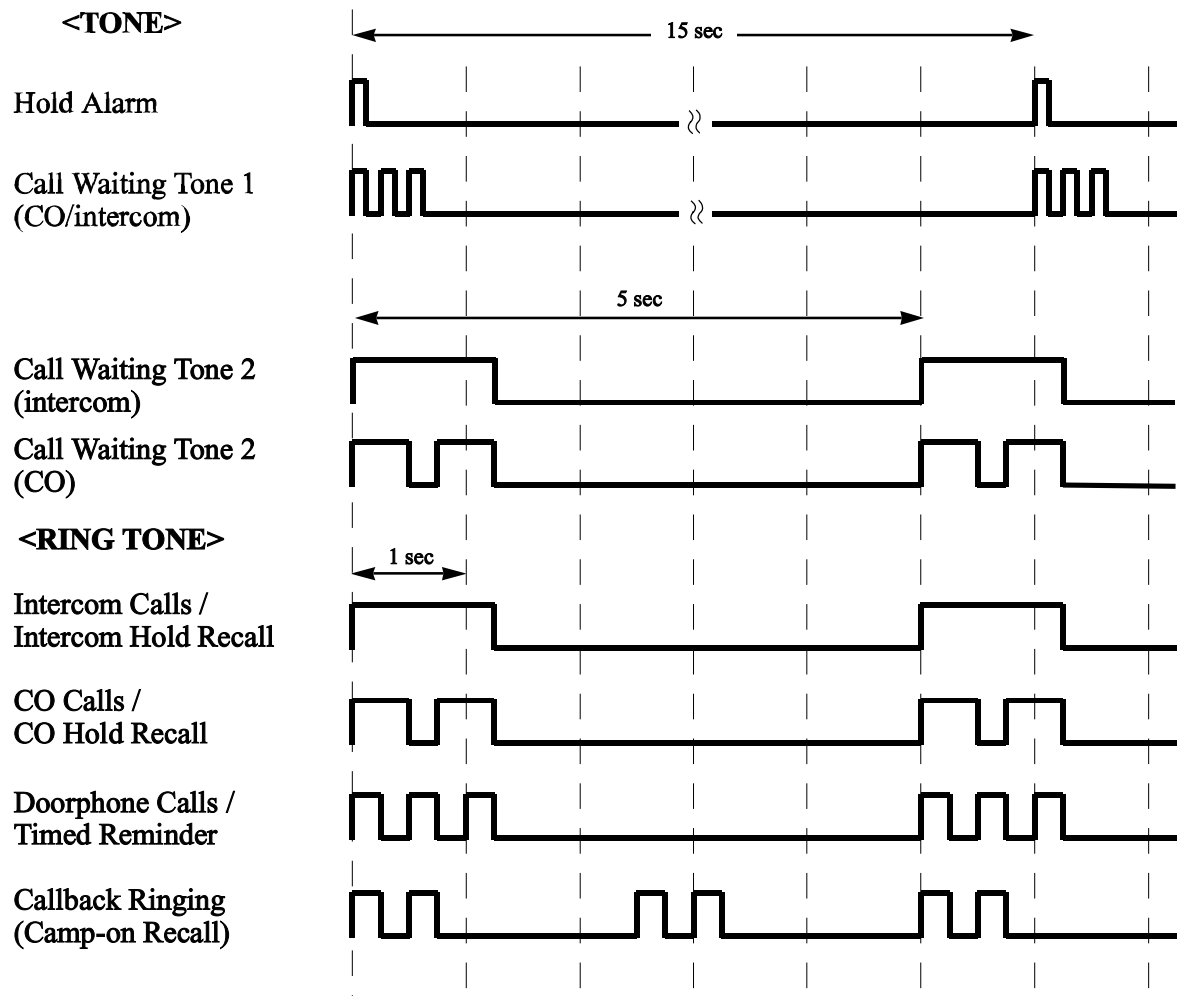 <TONE>
15 sec
Hold Alarm
Call Waiting Tone 1
(CO/intercom)
5 sec
Call Waiting Tone 2
(intercom)
Call Waiting Tone 2
(CO)
<RING TONE>
1 sec
Intercom Calls /
Intercom Hold Recall
CO Calls /
CO Hold Recall
Doorphone Calls /
Timed Reminder
Callback Ringing
(Camp-on Recall)